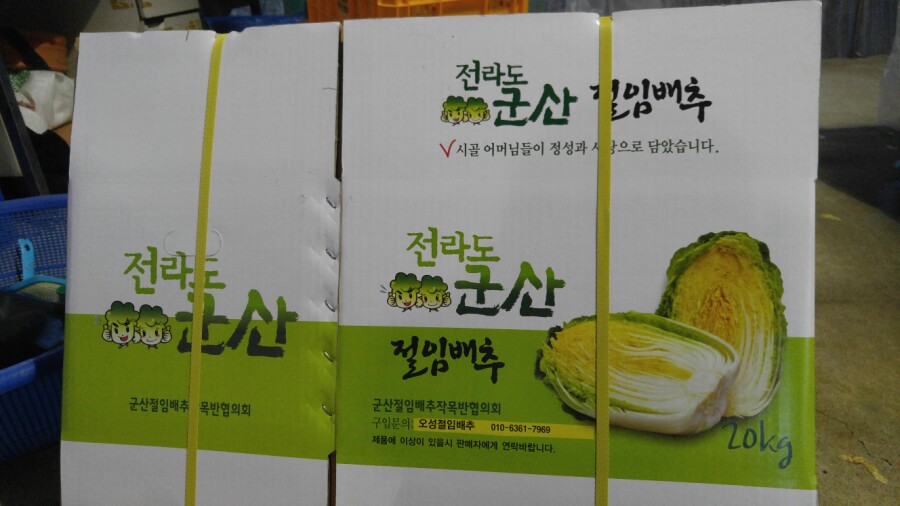 전라도
군산 절임배추
시골 어머님들이 정성과 사랑으로 담았습니다.
전라도
군산
절임배추
군산절임배추작목반협의회
구입문의: 오성절임배추 010-6361-7969
제품에 이상이 있을시 판매자에게 연락바랍니다.
20kg
전라도
군산
군산절임배추작목반협의회